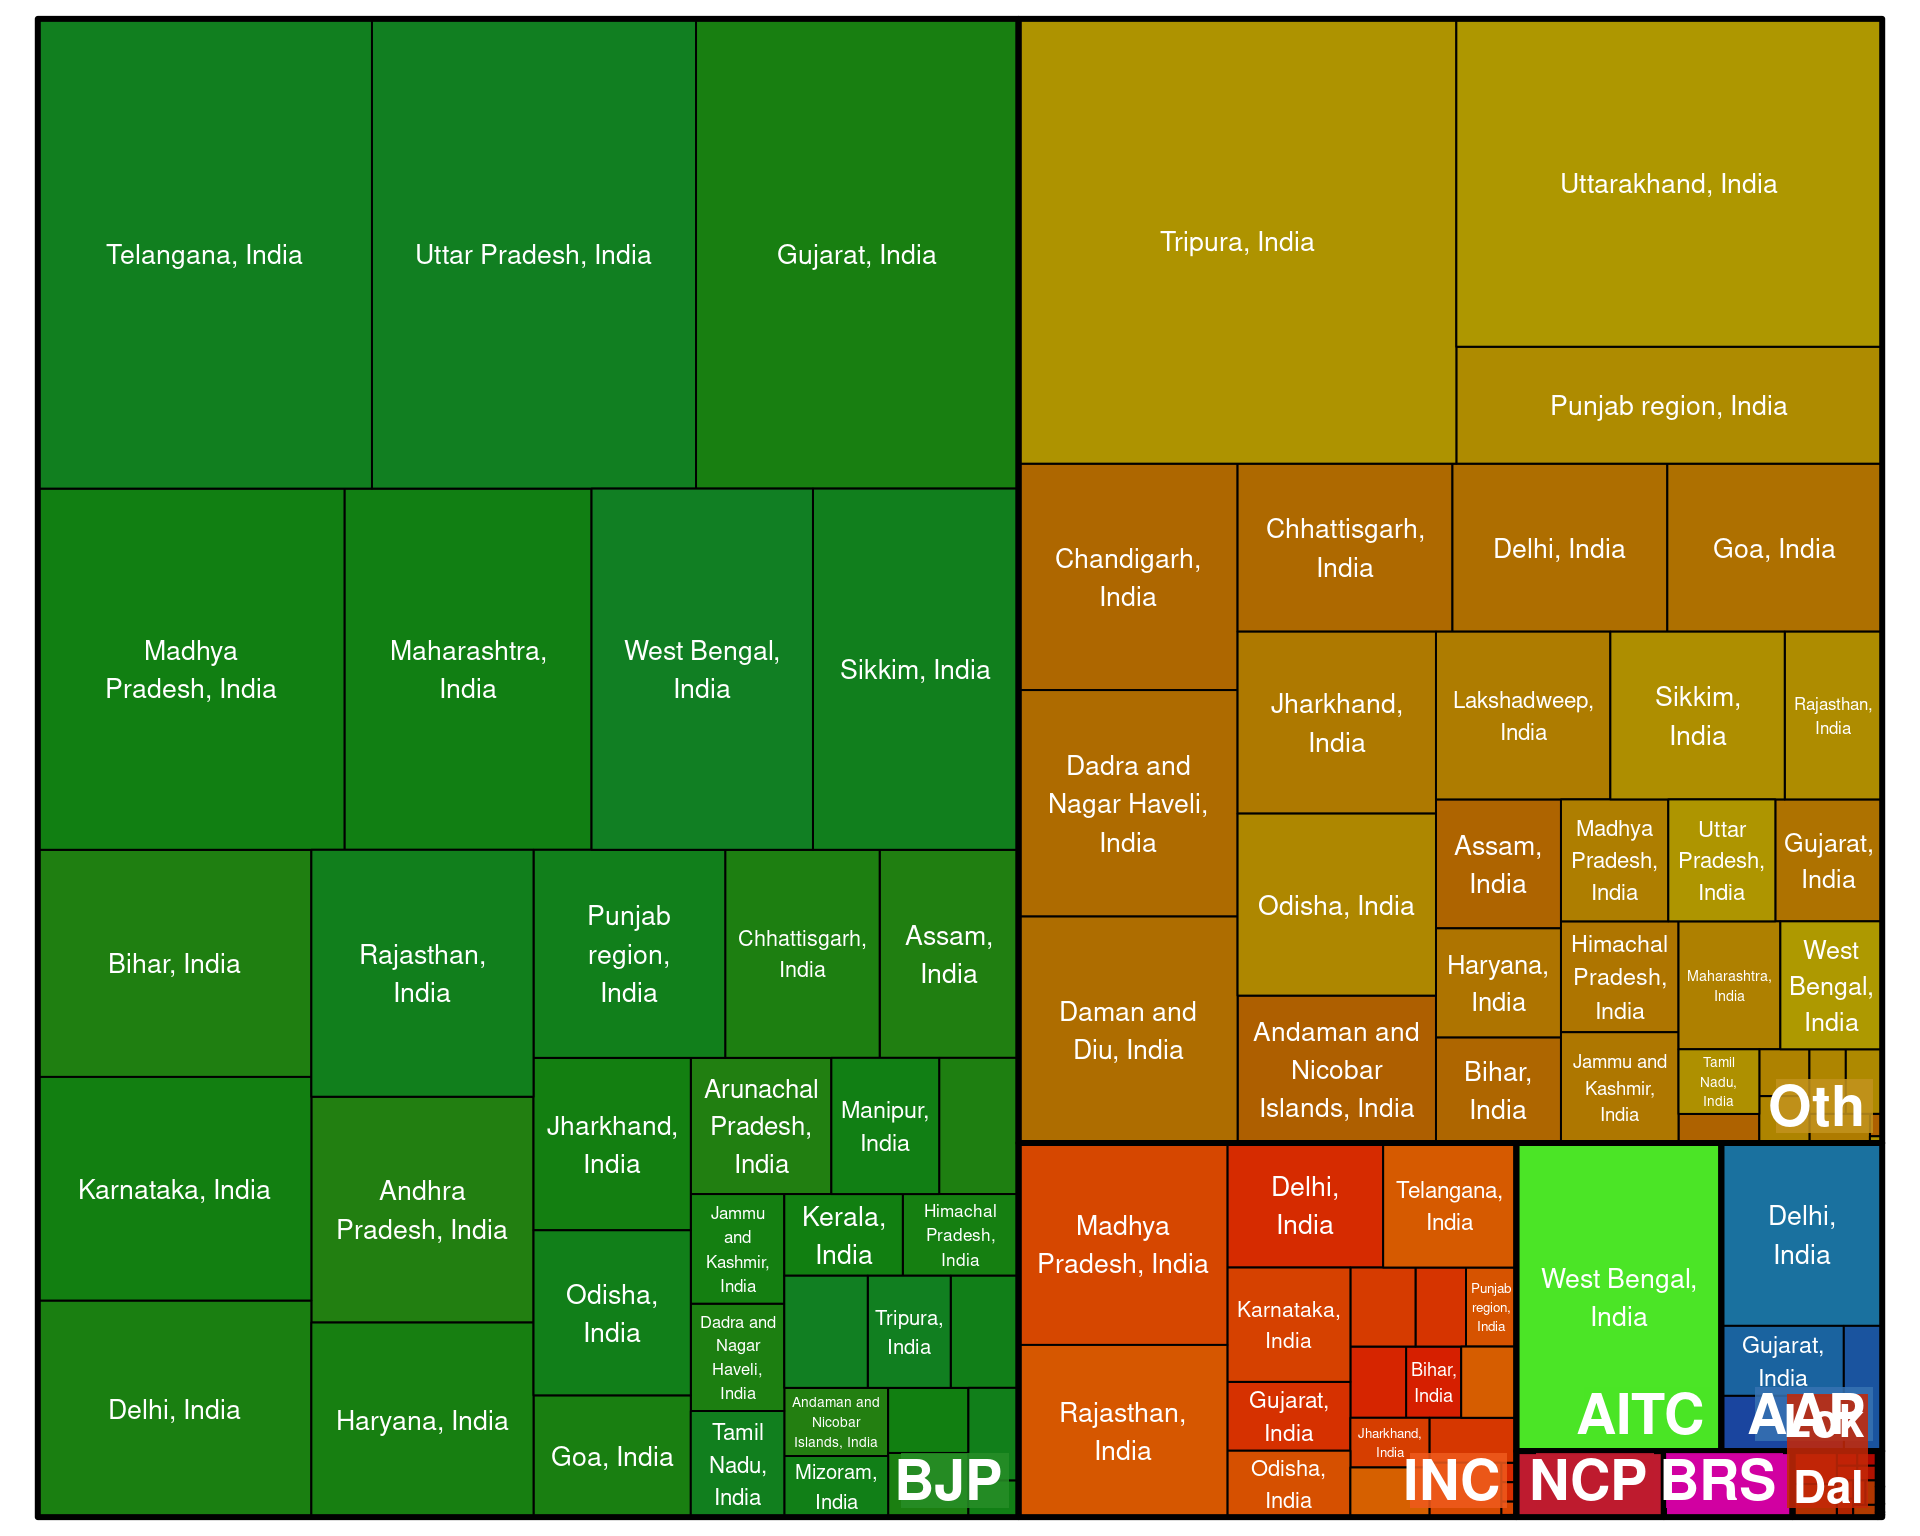 Telangana, India
Uttar Pradesh, India
Gujarat, India
Madhya
Pradesh, India
Maharashtra,
India
West Bengal,
India
Sikkim, India
Bihar, India
Rajasthan,
India
Punjab
region,
India
Chhattisgarh,
India
Assam,
India
Karnataka, India
Andhra
Pradesh, India
Jharkhand,
India
Arunachal
Pradesh,
India
Manipur,
India
Jammu
and
Kashmir,
India
Kerala,
India
Himachal
Pradesh,
India
Odisha,
India
Dadra and
Nagar
Haveli,
India
Tripura,
India
Delhi, India
Haryana, India
Goa, India
Tamil
Nadu,
India
Andaman and
Nicobar
Islands, India
Mizoram,
India
BJP
Tripura, India
Uttarakhand, India
Punjab region, India
Chandigarh,
India
Chhattisgarh,
India
Delhi, India
Goa, India
Dadra and
Nagar Haveli,
India
Jharkhand,
India
Lakshadweep,
India
Sikkim,
India
Rajasthan,
India
Odisha, India
Assam,
India
Madhya
Pradesh,
India
Uttar
Pradesh,
India
Gujarat,
India
Daman and
Diu, India
Haryana,
India
Himachal
Pradesh,
India
Maharashtra,
India
West
Bengal,
India
Andaman and
Nicobar
Islands, India
Bihar,
India
Jammu and
Kashmir,
India
Tamil
Nadu,
India
Oth
Madhya
Pradesh, India
Delhi,
India
Telangana,
India
Karnataka,
India
Punjab
region,
India
Rajasthan,
India
Gujarat,
India
Bihar,
India
Jharkhand,
India
Odisha,
India
INC
West Bengal,
India
AITC
Delhi,
India
Gujarat,
India
AAP
Lok
Dal
NCP
BRS